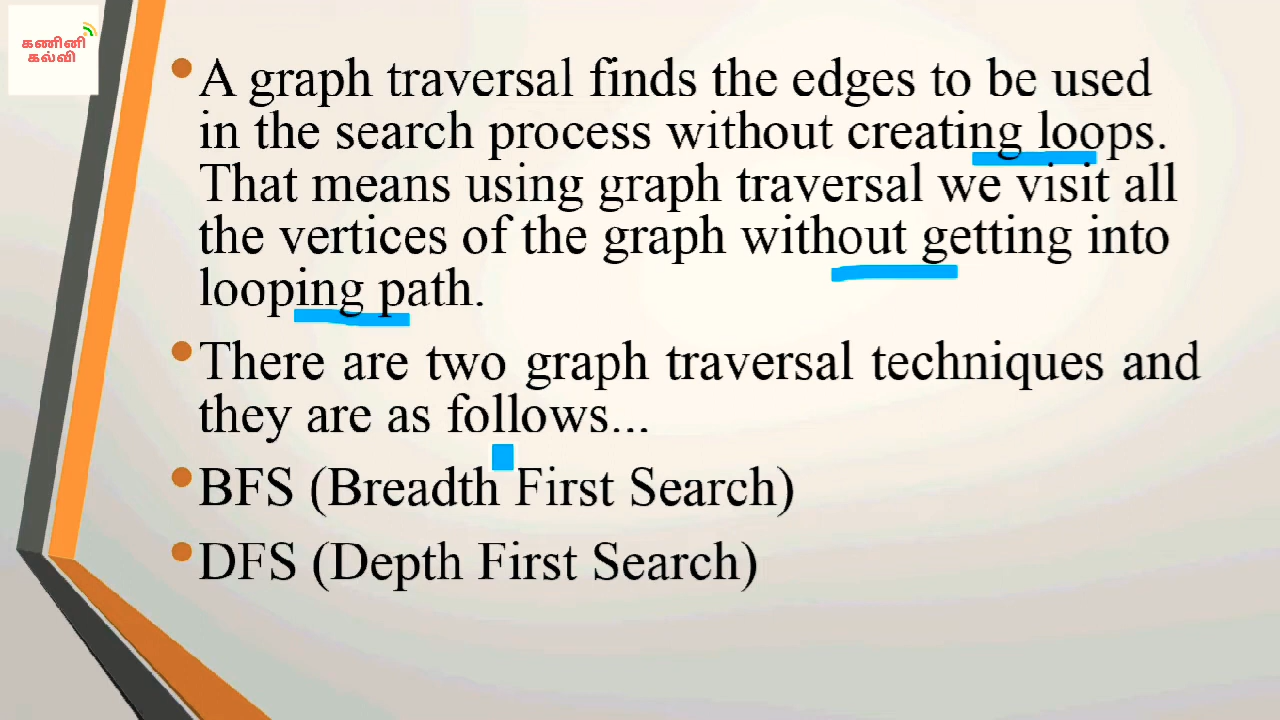 கணினி
கல்வி
• A graph traversal finds the edges to be used
in the search process without creating loops.
That means using graph traversal we visit all
the vertices of the graph without getting into
looping path.
• There are two graph traversal techniques and
they are as follows...
• BFS (Breadth First Search)
• DFS (Depth First Search)